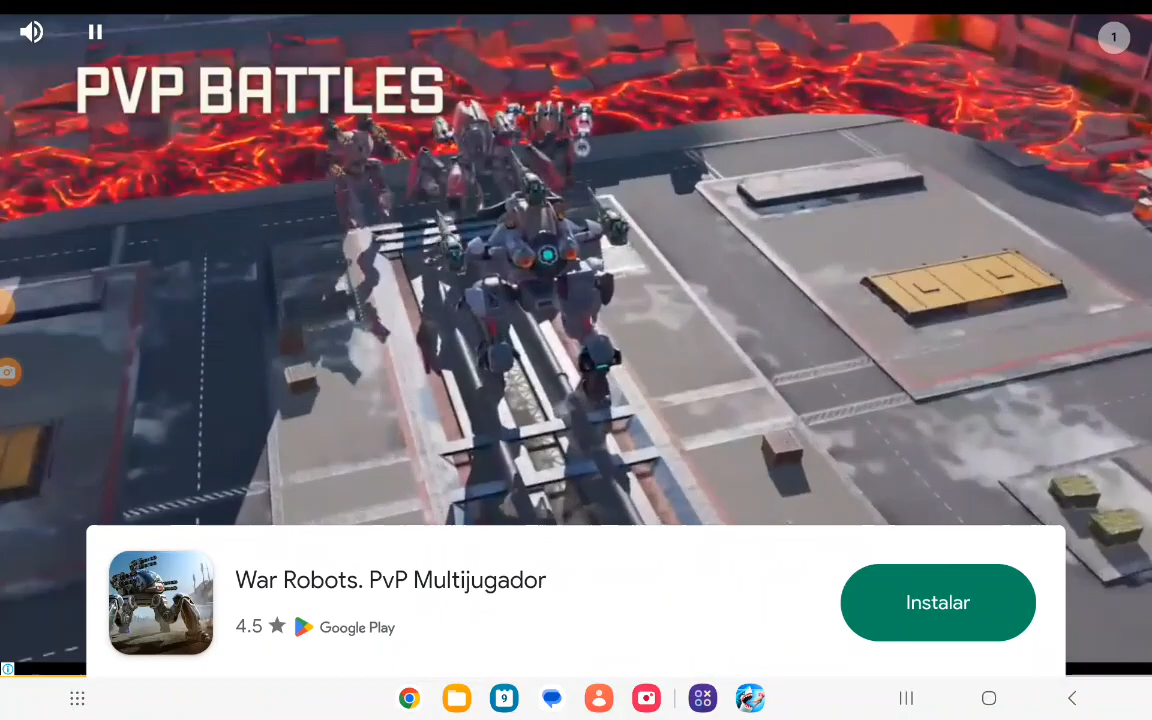 1
PVP BATTLES
War Robots. PvP Multijugador
Instalar
4.5 ★ Google Play
9